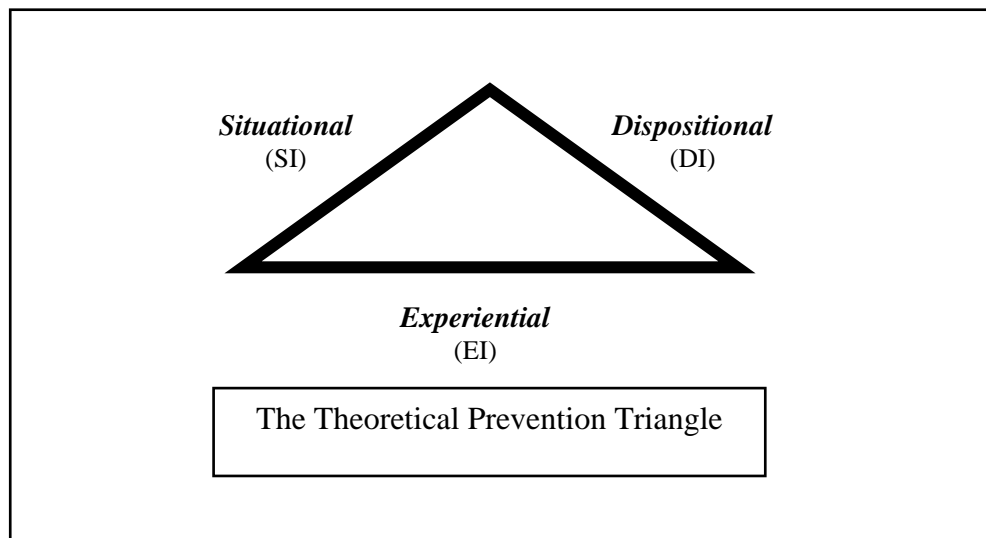 Situational
(SI)
Dispositional
(DI)
Experiential
(EI)
The Theoretical Prevention Triangle